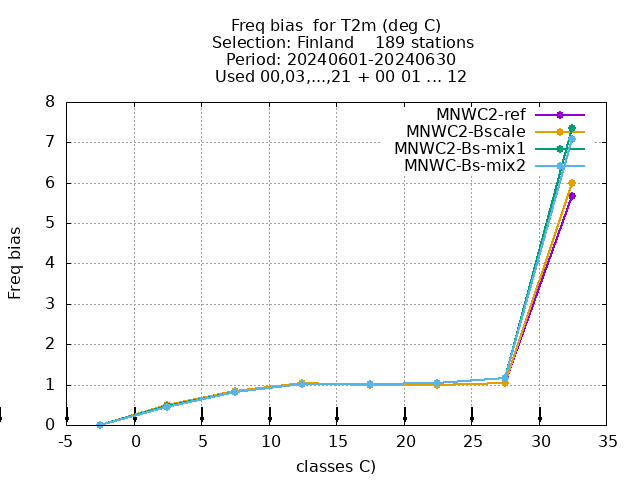 Freq bias  for T2m (deg C)
Selection: Finland    189 stations
Period: 20240601-20240630
Used 00,03,...,21 + 00 01 ... 12
8
7
6
5
4
3
2
1
0
Freq bias
MNWC2-ref
MNWC2-Bscale
MNWC2-Bs-mix1
MNWC-Bs-mix2
-5 0 5 10 15 20 25 30 35
classes C)